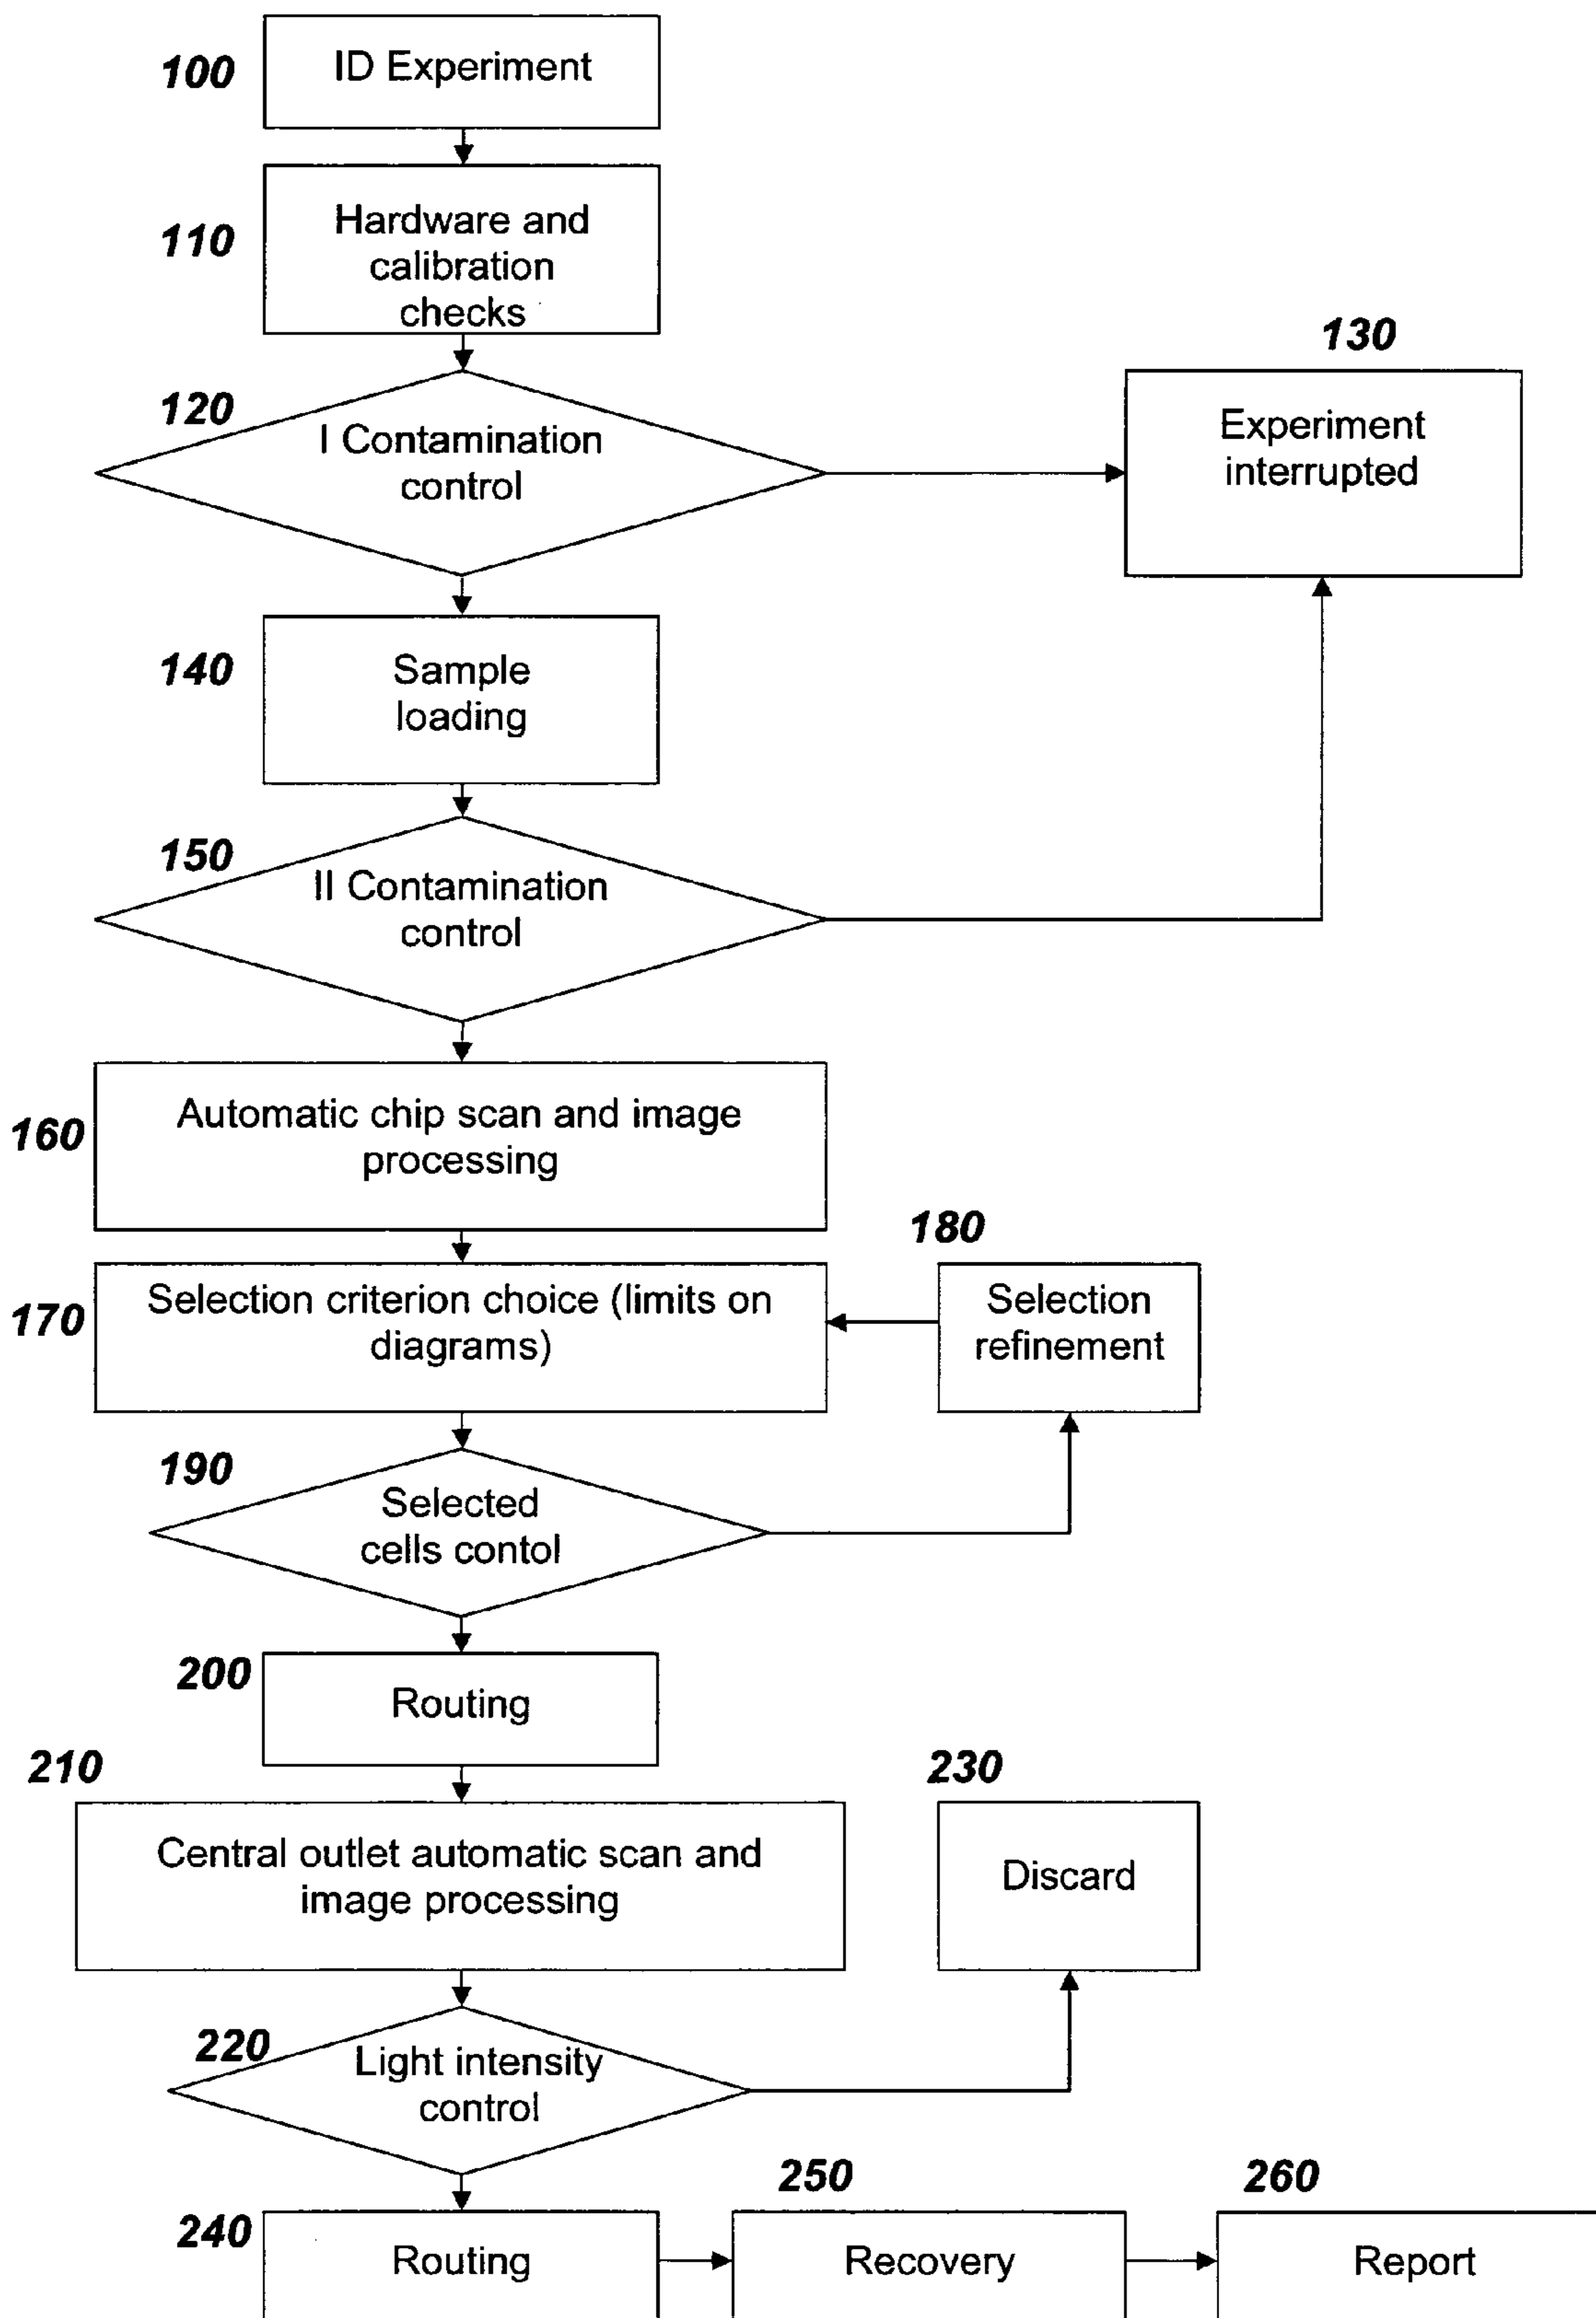 100
ID Experiment
110
Hardware and
calibration
checks
130
120
I Contamination
control
Experiment
interrupted
140
Sample
loading
150
II Contamination
control
160
Automatic chip scan and image
processing
180
170
Selection criterion choice (limits on
diagrams)
Selection
refinement
190
Selected
cells contol
200
Routing
210
230
Central outlet automatic scan and
image processing
Discard
220
Light intensity
control
250
260
240
Routing
Recovery
Report